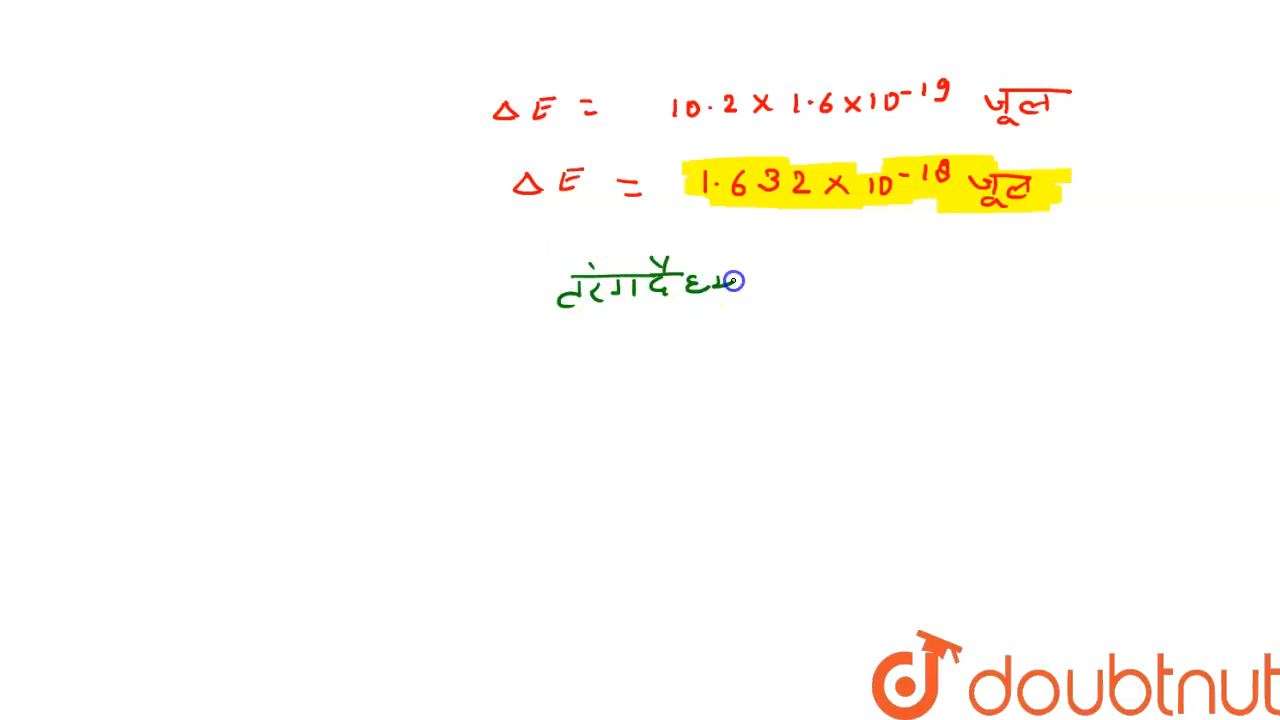 ΔE = 10.2 × 1.6 × 10⁻¹⁹ जूल
ΔE = 1.632 × 10⁻¹⁸ जूल
तरंगदैध
doubtnut